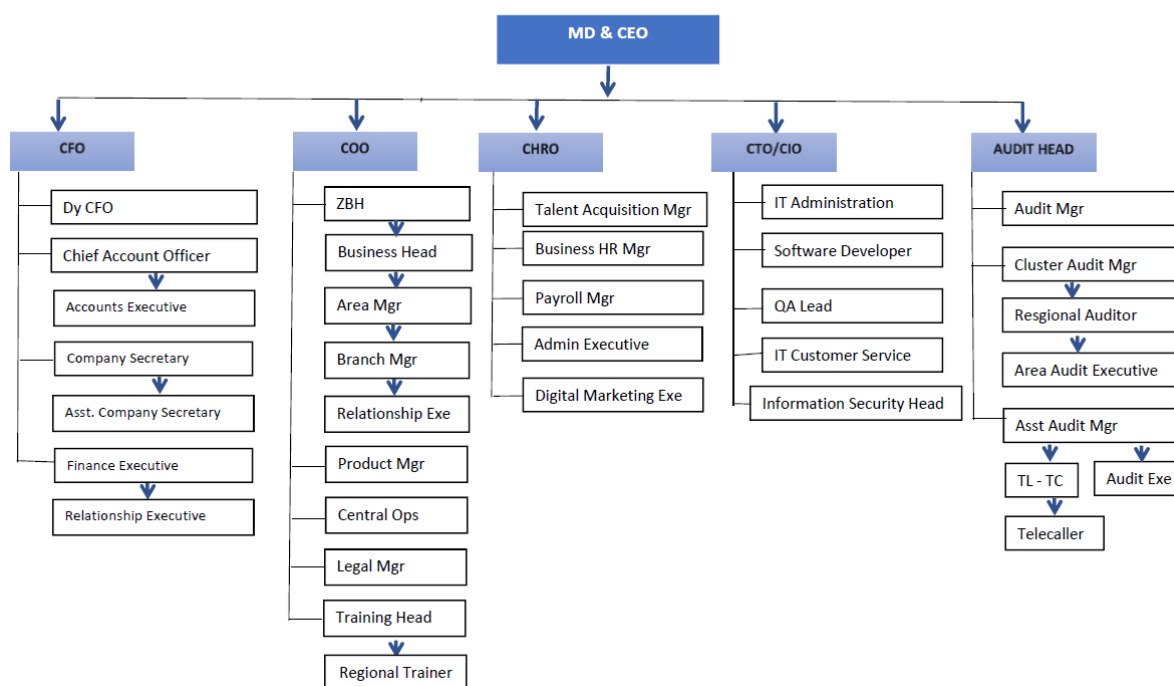 MD & CEO
CFO
COO
CHRO
CTO/CIO
AUDIT HEAD
Dy CFO
Chief Account Officer
Accounts Executive
Company Secretary
Asst. Company Secretary
Finance Executive
Relationship Executive
ZBH
Business Head
Area Mgr
Branch Mgr
Relationship Exe
Product Mgr
Central Ops
Legal Mgr
Training Head
Regional Trainer
Talent Acquisition Mgr
Business HR Mgr
Payroll Mgr
Admin Executive
Digital Marketing Exe
IT Administration
Software Developer
QA Lead
IT Customer Service
Information Security Head
Audit Mgr
Cluster Audit Mgr
Resgional Auditor
Area Audit Executive
Asst Audit Mgr
TL - TC
Audit Exe
Telecaller